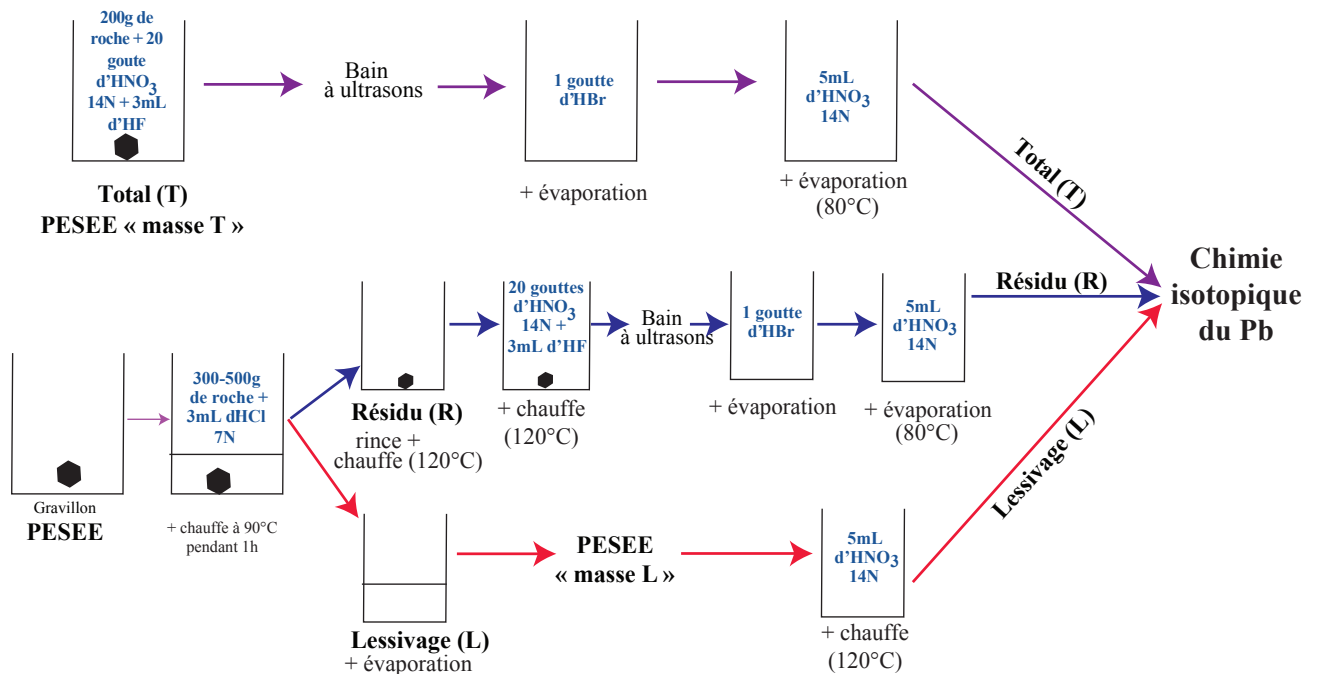 200g de
roche + 20
goute
d'HNO3
14N + 3mL
d'HF
Total (T)
PESEE « masse T »
Bain
à ultrasons
1 goutte
d'HBr
+ évaporation
5mL
d'HNO3
14N
+ évaporation
(80°C)
Total (T)
Gravillon
PESEE
300-500g
de roche +
3mL dHCl
7N
+ chauffe à 90°C
pendant 1h
Résidu (R)
rince +
chauffe (120°C)
20 gouttes
d'HNO3
14N +
3mL d'HF
+ chauffe
(120°C)
Bain
à ultrasons
1 goutte
d'HBr
+ évaporation
5mL
d'HNO3
14N
+ évaporation
(80°C)
Résidu (R)
Lessivage (L)
+ évaporation
PESEE
« masse L »
5mL
d'HNO3
14N
+ chauffe
(120°C)
Lessivage (L)
Chimie
isotopique
du Pb